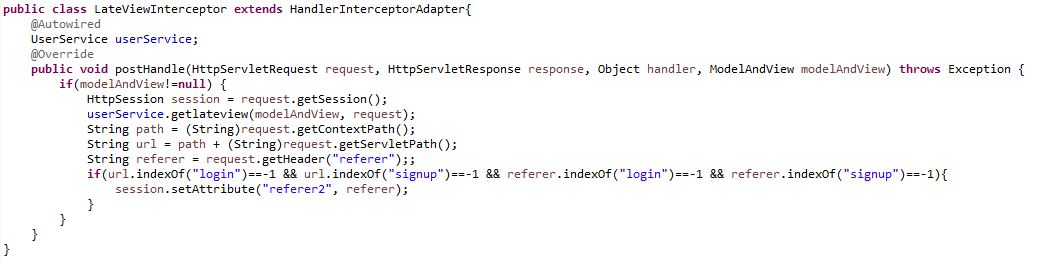 public class LateViewInterceptor extends HandlerInterceptorAdapter{
    @Autowired
    UserService userService;
    @Override
    public void postHandle(HttpServletRequest request, HttpServletResponse response, Object handler, ModelAndView modelAndView) throws Exception {
        if(modelAndView!=null) {
            HttpSession session = request.getSession();
            userService.getlateview(modelAndView, request);
            String path = (String)request.getContextPath();
            String url = path + (String)request.getServletPath();
            String referer = request.getHeader("referer");;
            if(url.indexOf("login")==-1 && url.indexOf("signup")==-1 && referer.indexOf("login")==-1 && referer.indexOf("signup")==-1){
                session.setAttribute("referer2", referer);
            }
        }
    }
}